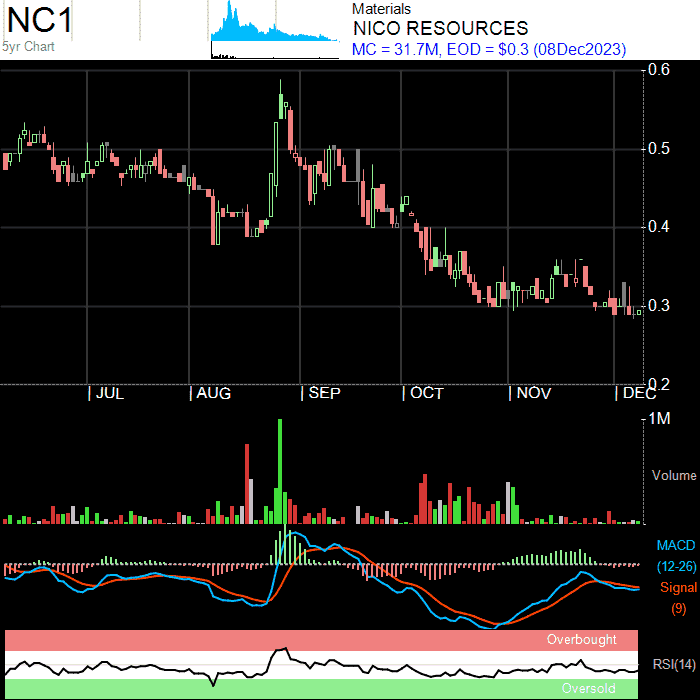 NC1
5yr Chart
Materials
NICO RESOURCES
MC = 31.7M, EOD = $0.3 (08Dec2023)
0.6
0.5
0.4
0.3
0.2
JUL AUG SEP OCT NOV DEC
1M
Volume
MACD
(12-26)
Signal
(9)
Overbought
RSI(14)
Oversold